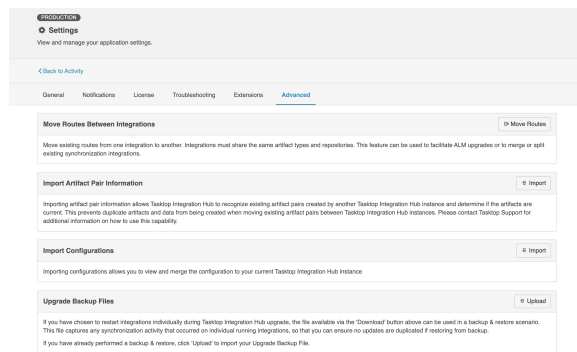 PRODUCTION
Settings
View and manage your application settings.
Back to Activity
General Notifications License Troubleshooting Extensions Advanced
Move Routes Between Integrations Move Routes
Move existing routes from one integration to another. Integrations must share the same artifact types and repositories. This feature can be used to facilitate ALM upgrades or to merge or split
existing synchronization integrations.
Import Artifact Pair Information Import
Importing artifact pair information allows Tasktop Integration Hub to recognize existing artifact pairs created by another Tasktop Integration Hub instance and determine if the artifacts are
current. This prevents duplicate artifacts and data from being created when moving existing artifact pairs between Tasktop Integration Hub instances. Please contact Tasktop Support for
additional information on how to use this capability.
Import Configurations Import
Importing configurations allows you to view and merge the configuration to your current Tasktop Integration Hub instance
Upgrade Backup Files Upload
If you have chosen to restart integrations individually during Tasktop Integration Hub upgrade, the file available via the 'Download' button above can be used in a backup & restore scenario.
This file captures any synchronization activity that occurred on individual running integrations, so that you can ensure no updates are duplicated if restoring from backup.
If you have already performed a backup & restore, click 'Upload' to import your Upgrade Backup File.